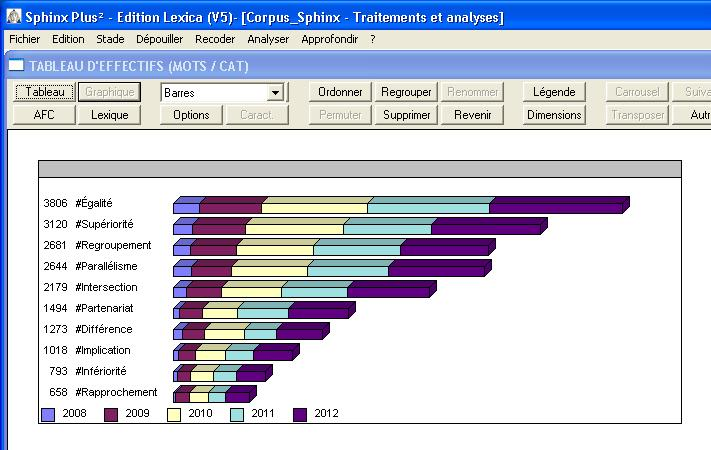 Sphinx Plus² - Edition Lexica (V5)- [Corpus_Sphinx - Traitements et analyses]
Fichier Edition Stade Dépouiller Recoder Analyser Approfondir ?
TABLEAU D'EFFECTIFS (MOTS / CAT)
Tableau Graphique Barres Ordonner Regrouper Renommer Légende Carrousel Suiva
AFC Lexique Options Caract. Permuter Supprimer Revenir Dimensions Transposer Autr
3806 #Égalité
3120 #Supériorité
2681 #Regroupement
2644 #Parallélisme
2179 #Intersection
1494 #Partenariat
1273 #Différence
1018 #Implication
793 #Infériorité
658 #Rapprochement
2008 2009 2010 2011 2012